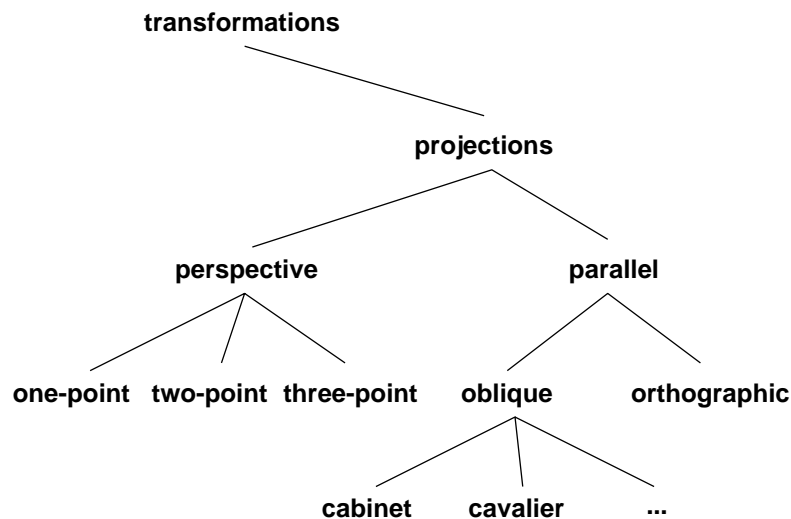 transformations
projections
perspective parallel
one-point two-point three-point oblique orthographic
cabinet cavalier ...